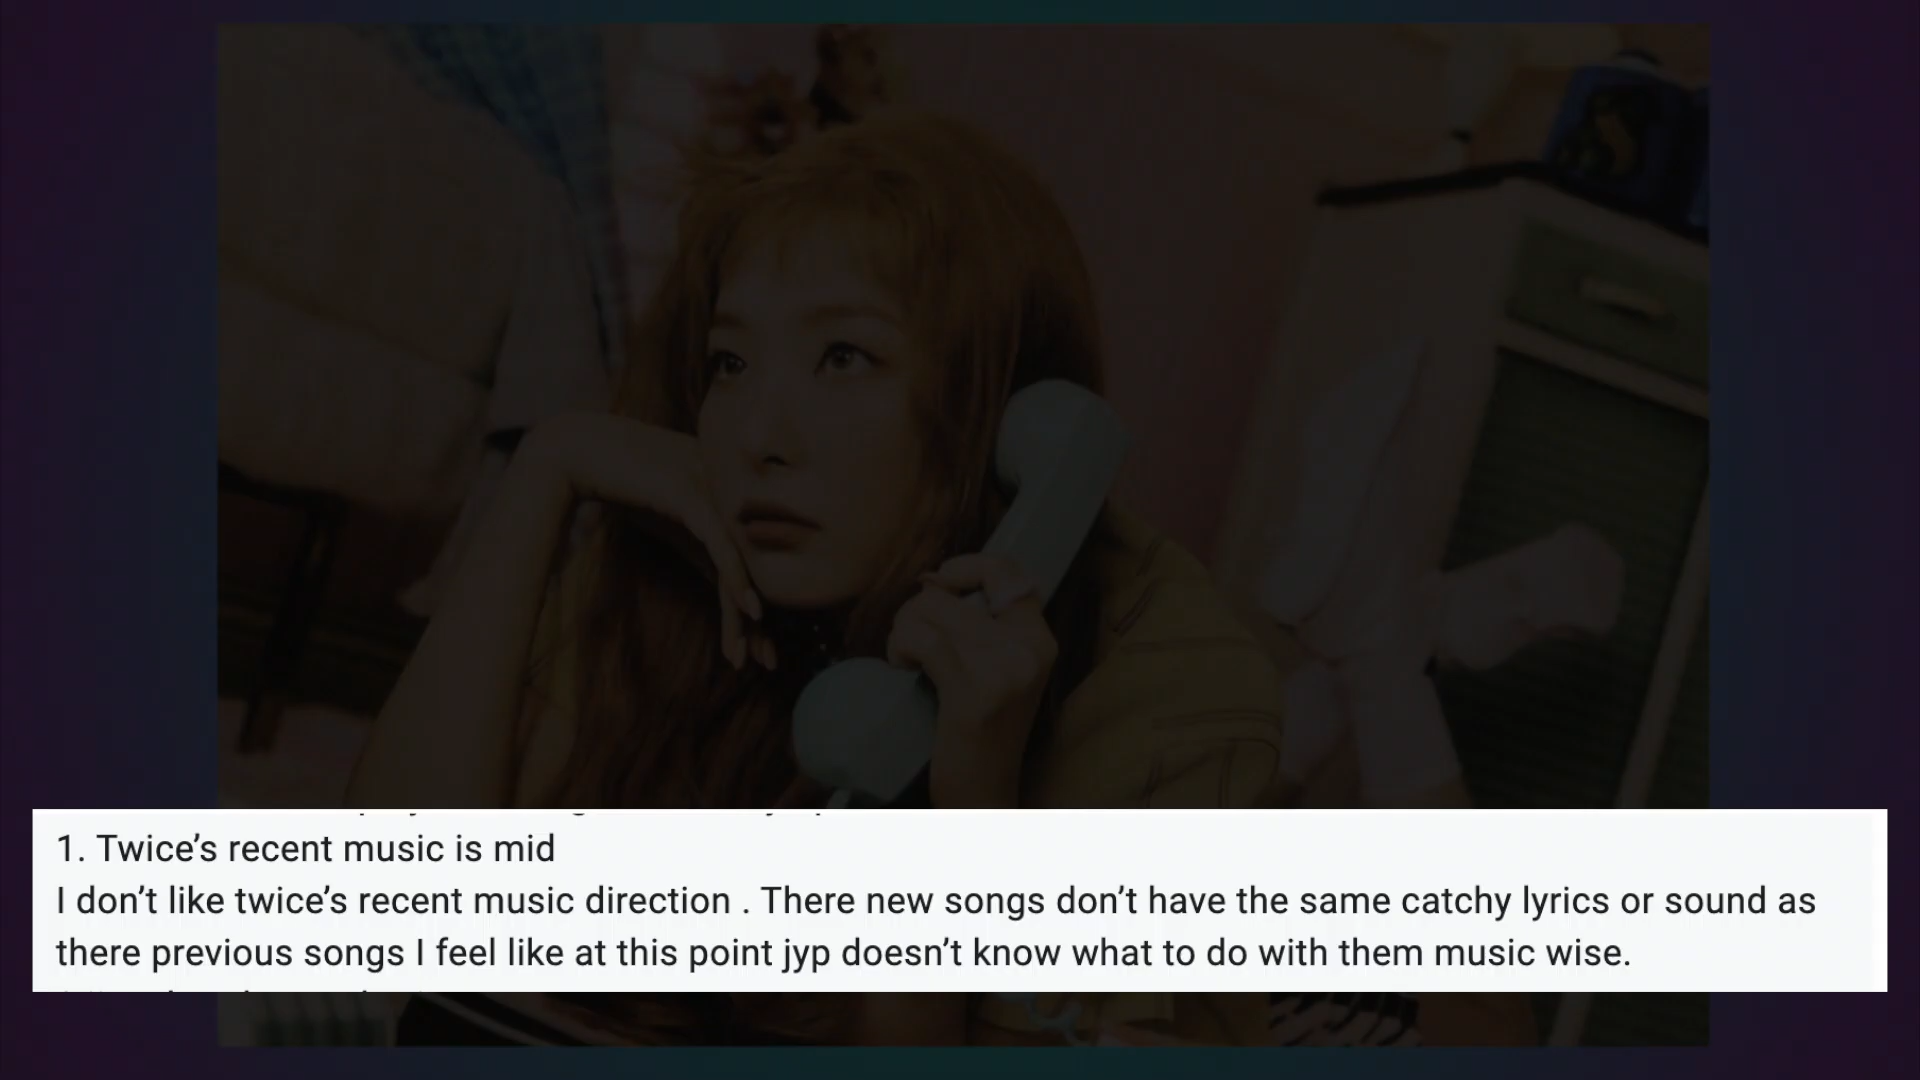 1. Twice’s recent music is mid
I don’t like twice’s recent music direction . There new songs don’t have the same catchy lyrics or sound as
there previous songs I feel like at this point jyp doesn’t know what to do with them music wise.